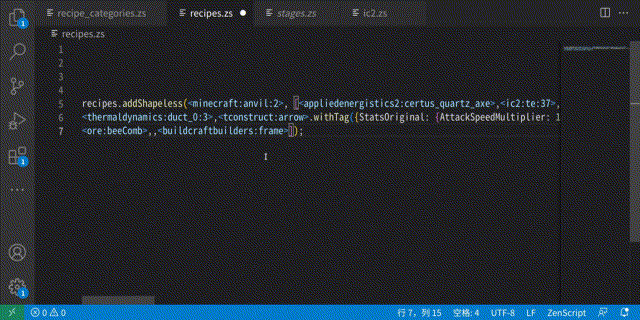 recipe_categories.zs
recipes.zs
stages.zs
ic2.zs
recipes.zs
1
2
3
4
5 recipes.addShapeless(<minecraft:anvil:2>, [<appliedenergistics2:certus_quartz_axe>,<ic2:te:37>,
6 <thermaldynamics:duct_0:3>,<tconstruct:arrow>.withTag({StatsOriginal: {AttackSpeedMultiplier: 1
7 <ore:beeComb>,,<buildcraftbuilders:frame>]);
1
1
1
0 0
行 7，列 15
空格: 4
UTF-8
LF
ZenScript